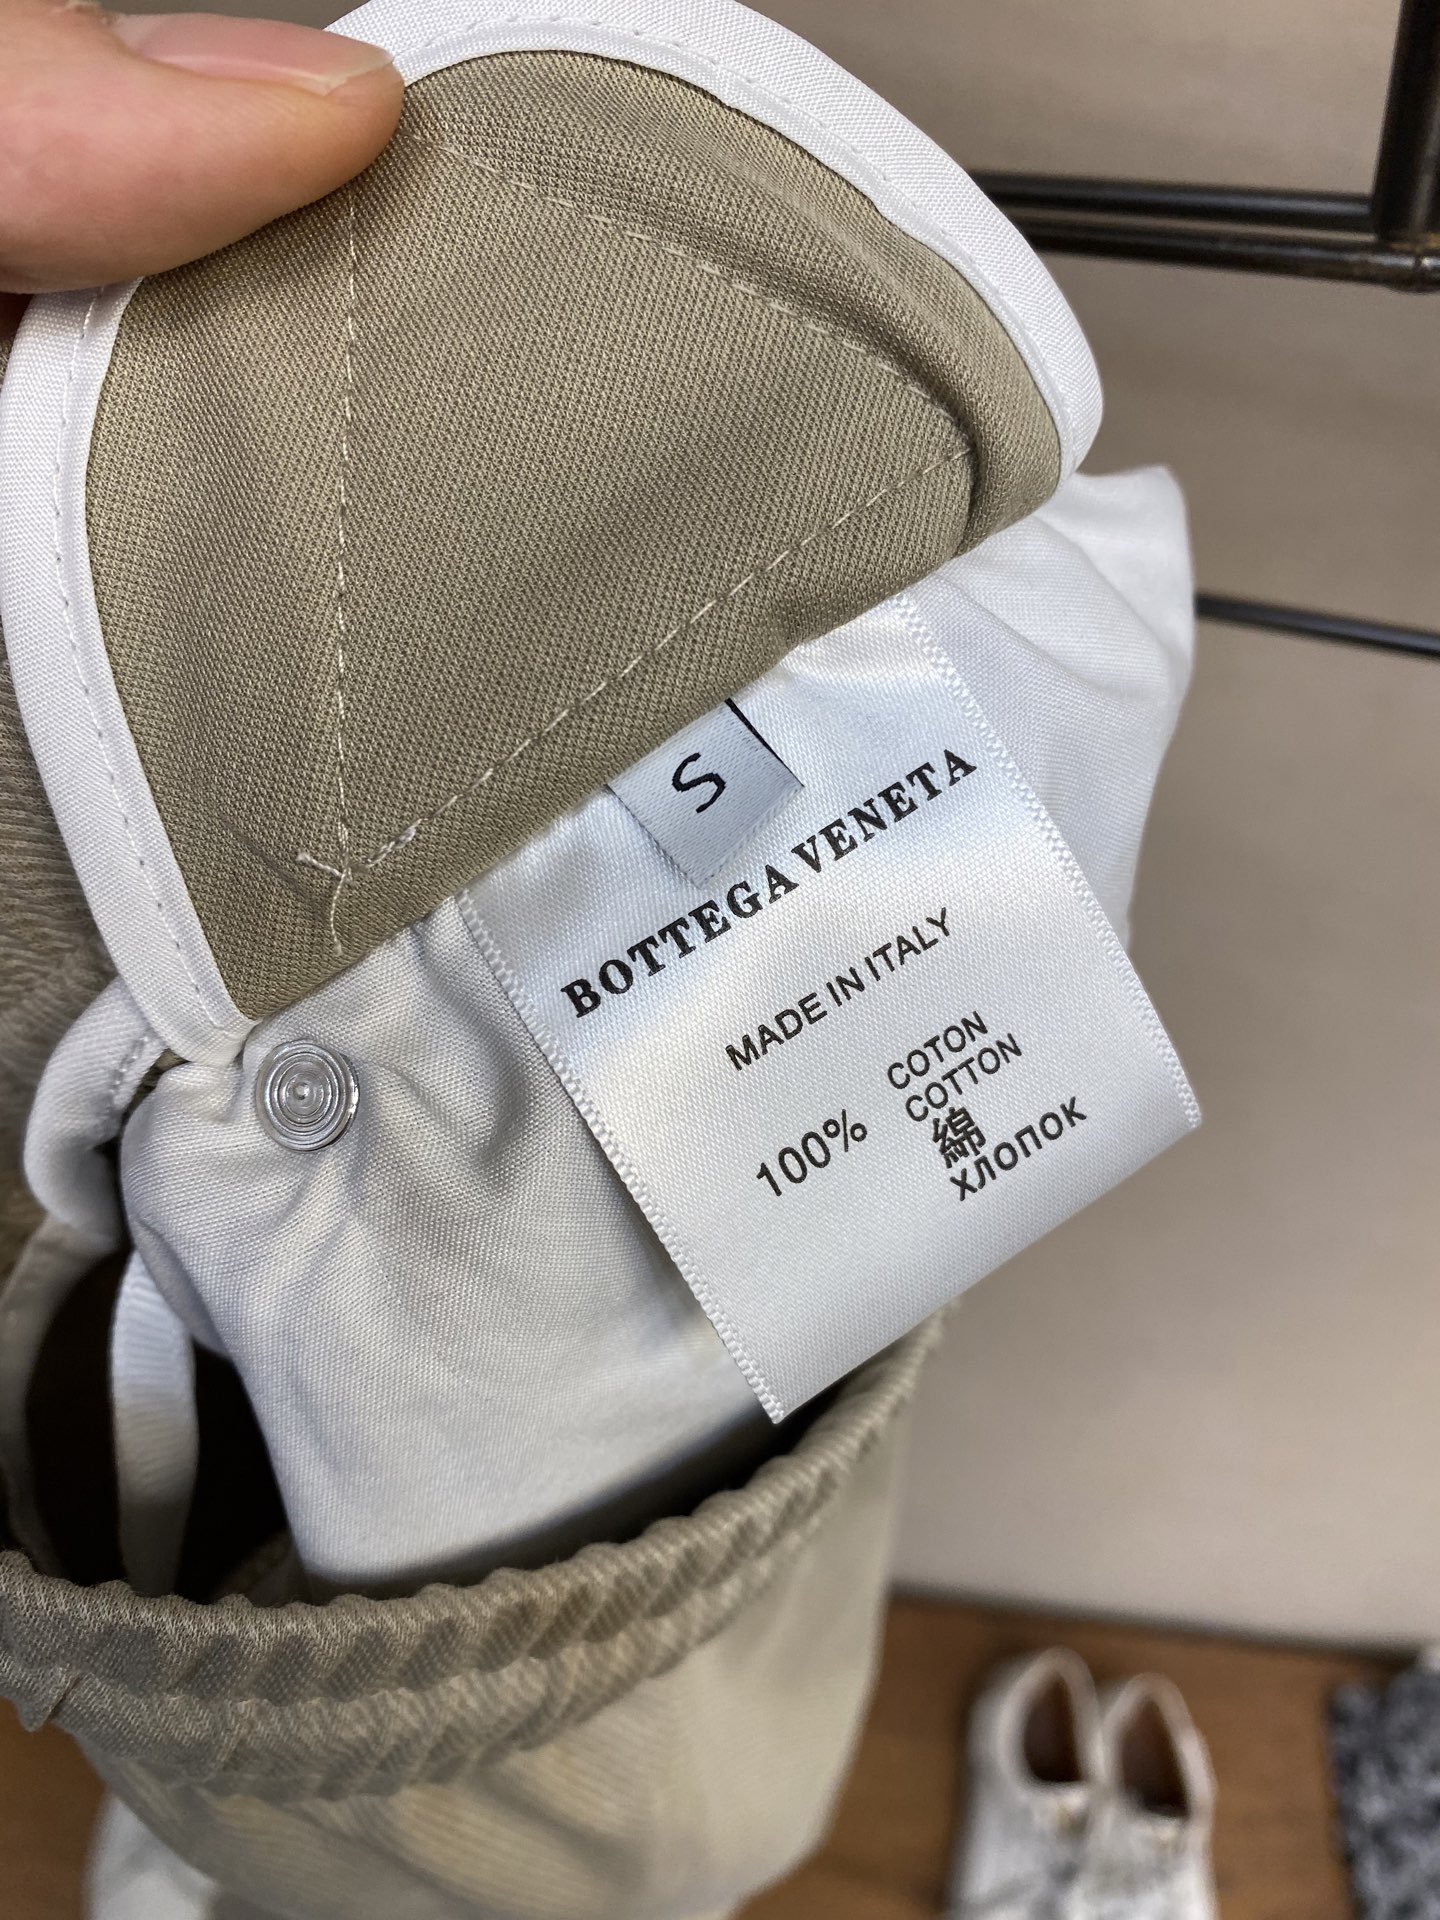 S
BOTTEGA VENETA
MADE IN ITALY
100%
COTON
COTTON
綿
ХЛОПОК